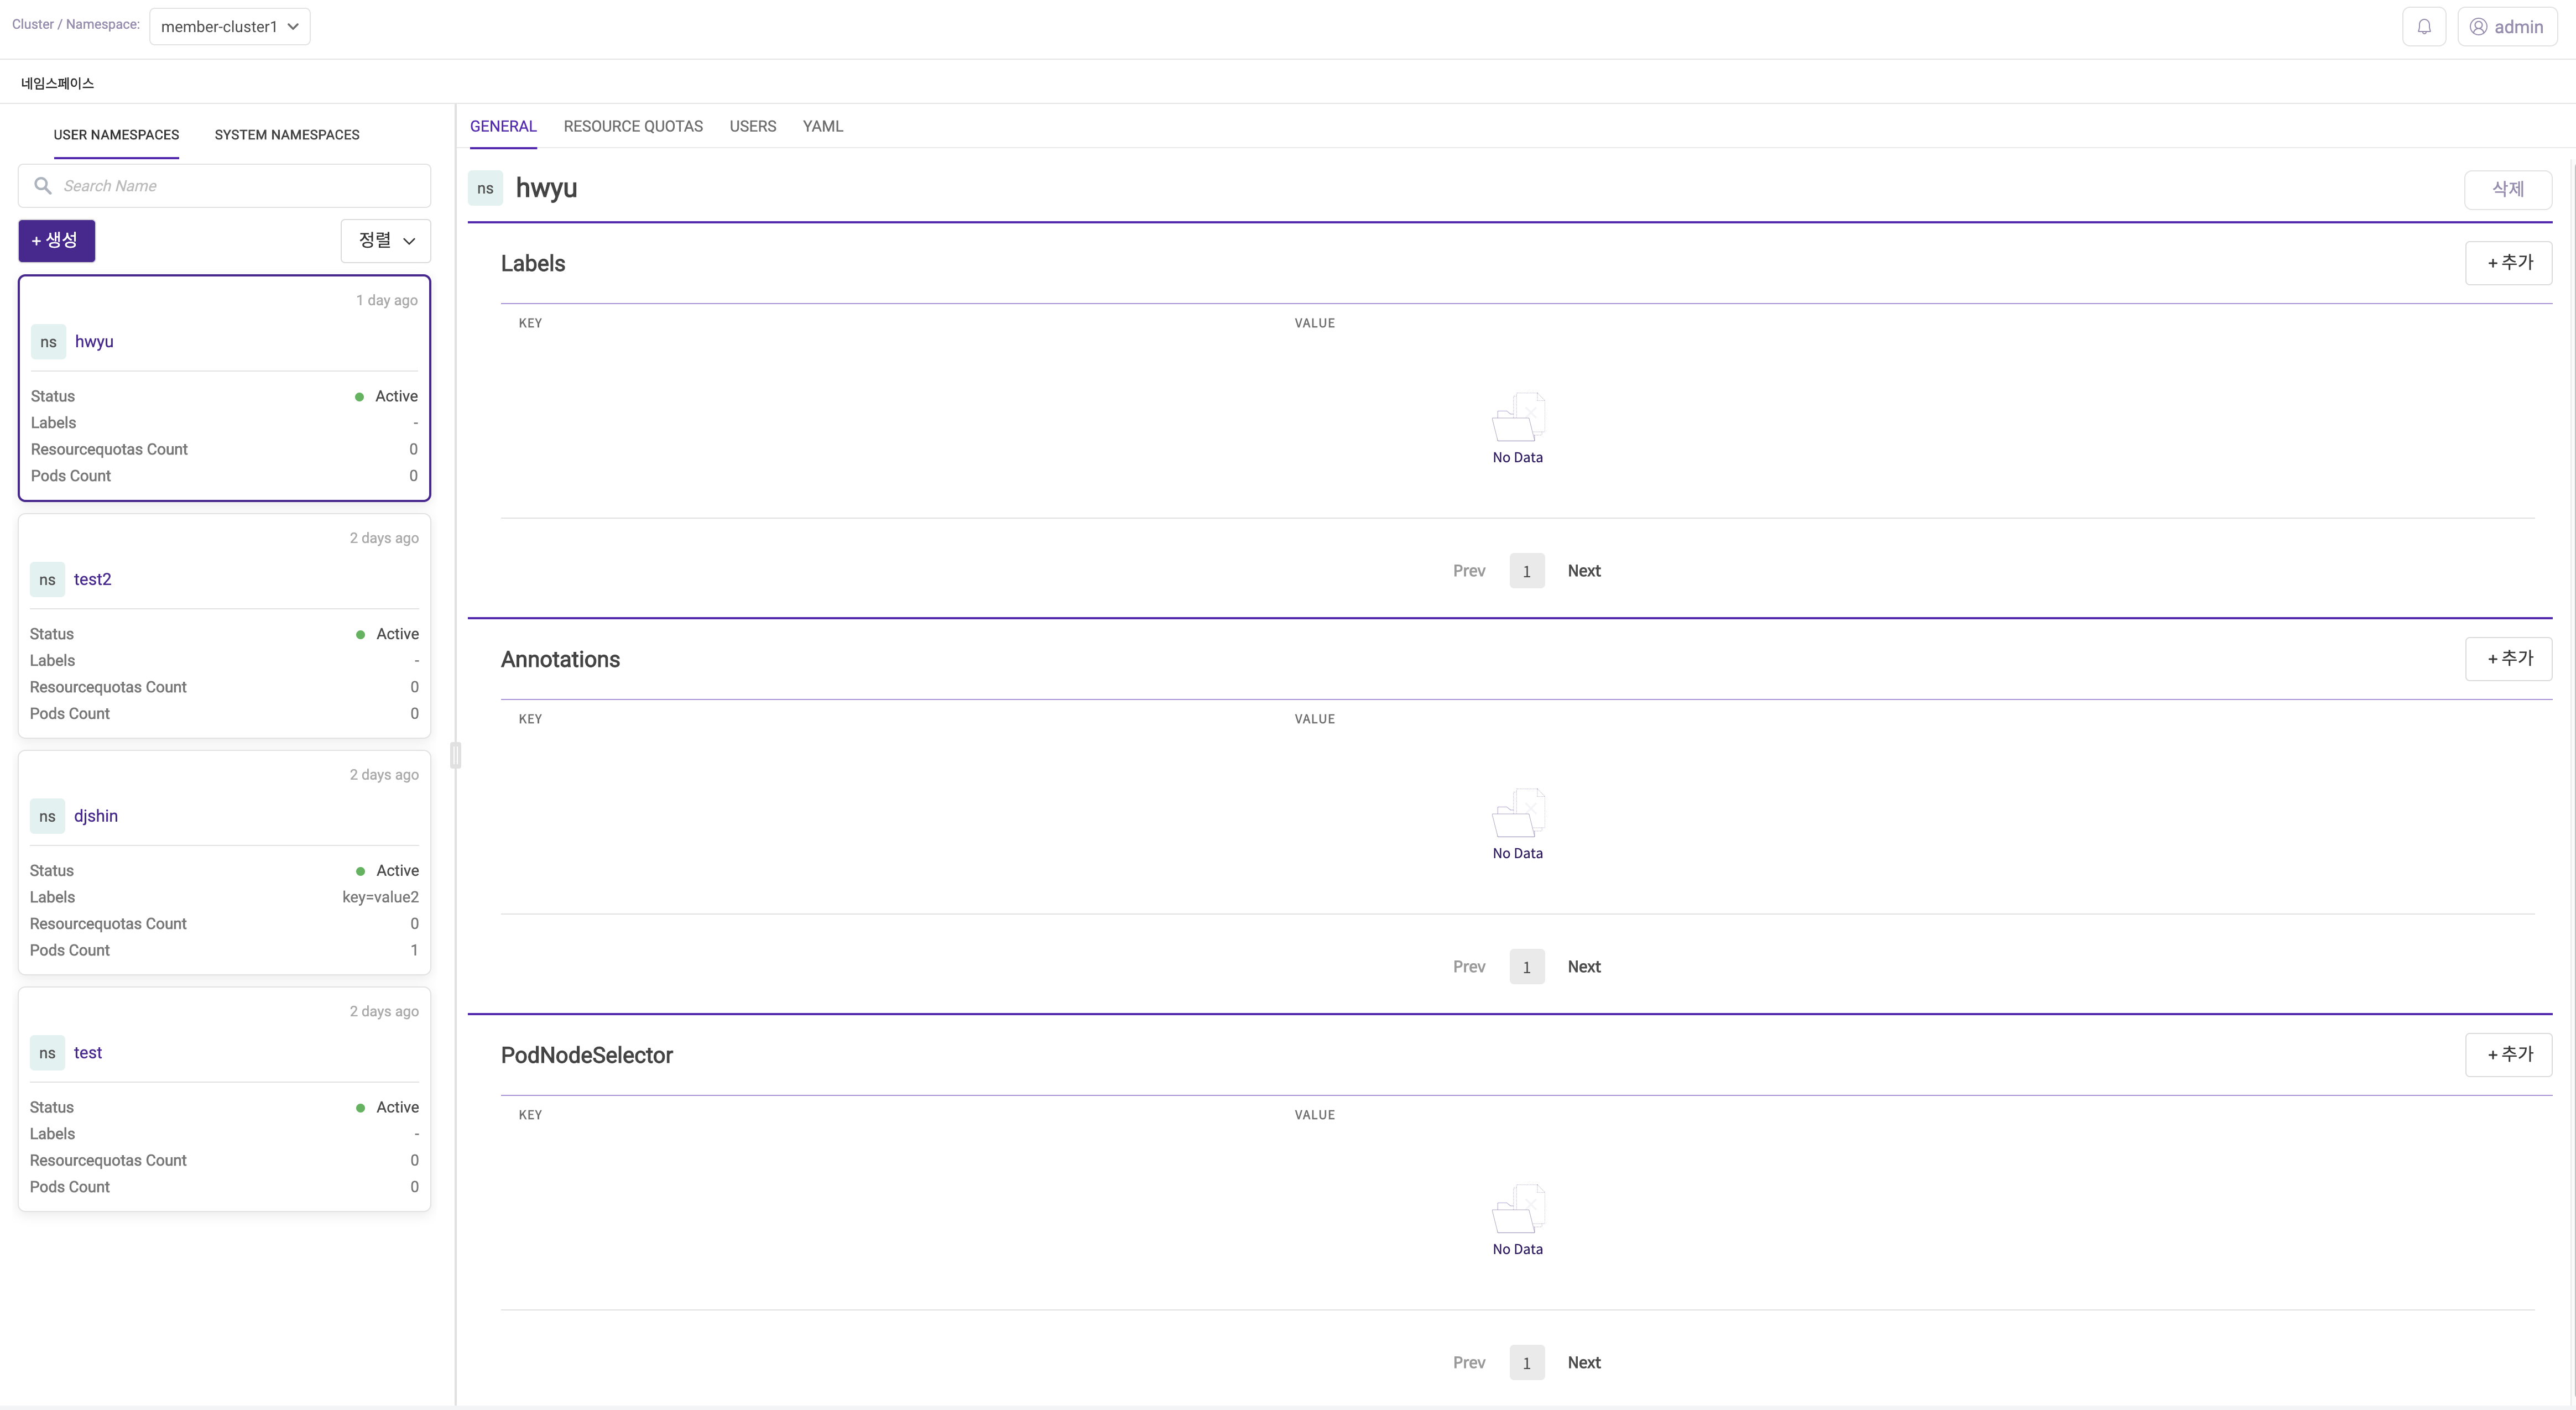 Cluster / Namespace: member-cluster1 admin
네임스페이스
USER NAMESPACES SYSTEM NAMESPACES
Search Name
+ 생성 정렬
1 day ago
ns hwyu
Status Active
Labels -
Resourcequotas Count 0
Pods Count 0
2 days ago
ns test2
Status Active
Labels -
Resourcequotas Count 0
Pods Count 0
2 days ago
ns djshin
Status Active
Labels key=value2
Resourcequotas Count 0
Pods Count 1
2 days ago
ns test
Status Active
Labels -
Resourcequotas Count 0
Pods Count 0
GENERAL RESOURCE QUOTAS USERS YAML
ns hwyu 삭제
Labels + 추가
KEY VALUE
No Data
Prev 1 Next
Annotations + 추가
KEY VALUE
No Data
Prev 1 Next
PodNodeSelector + 추가
KEY VALUE
No Data
Prev 1 Next